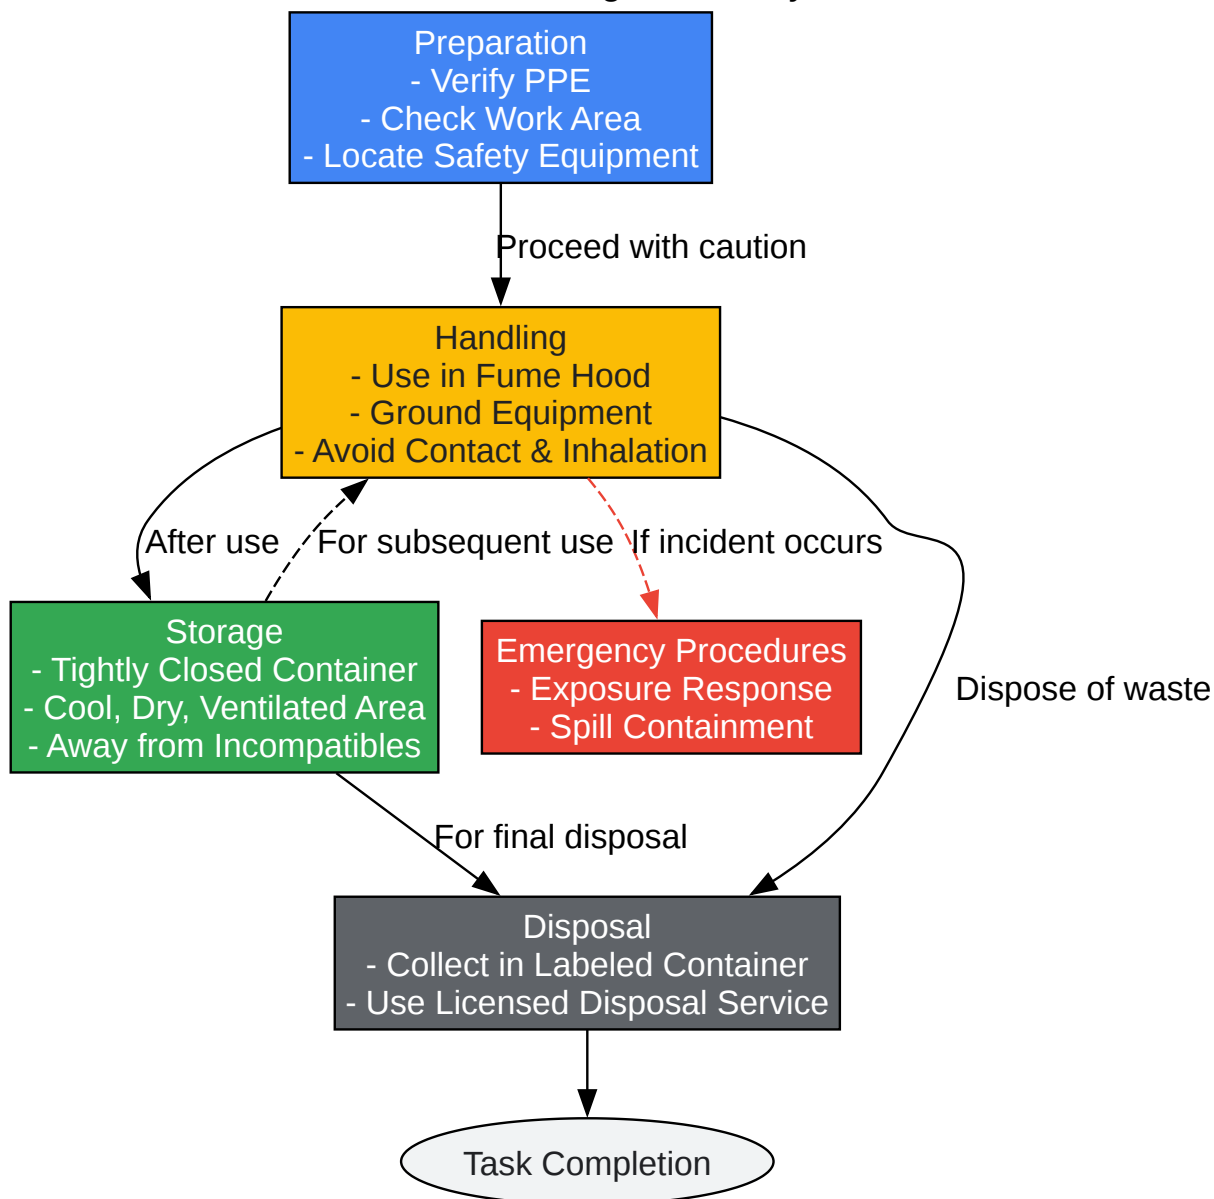 Preparation
- Verify PPE
- Check Work Area
- Locate Safety Equipment
Proceed with caution
Handling
- Use in Fume Hood
- Ground Equipment
- Avoid Contact & Inhalation
After use
For subsequent use
If incident occurs
Storage
- Tightly Closed Container
- Cool, Dry, Ventilated Area
- Away from Incompatibles
Emergency Procedures
- Exposure Response
- Spill Containment
Dispose of waste
For final disposal
Disposal
- Collect in Labeled Container
- Use Licensed Disposal Service
Task Completion